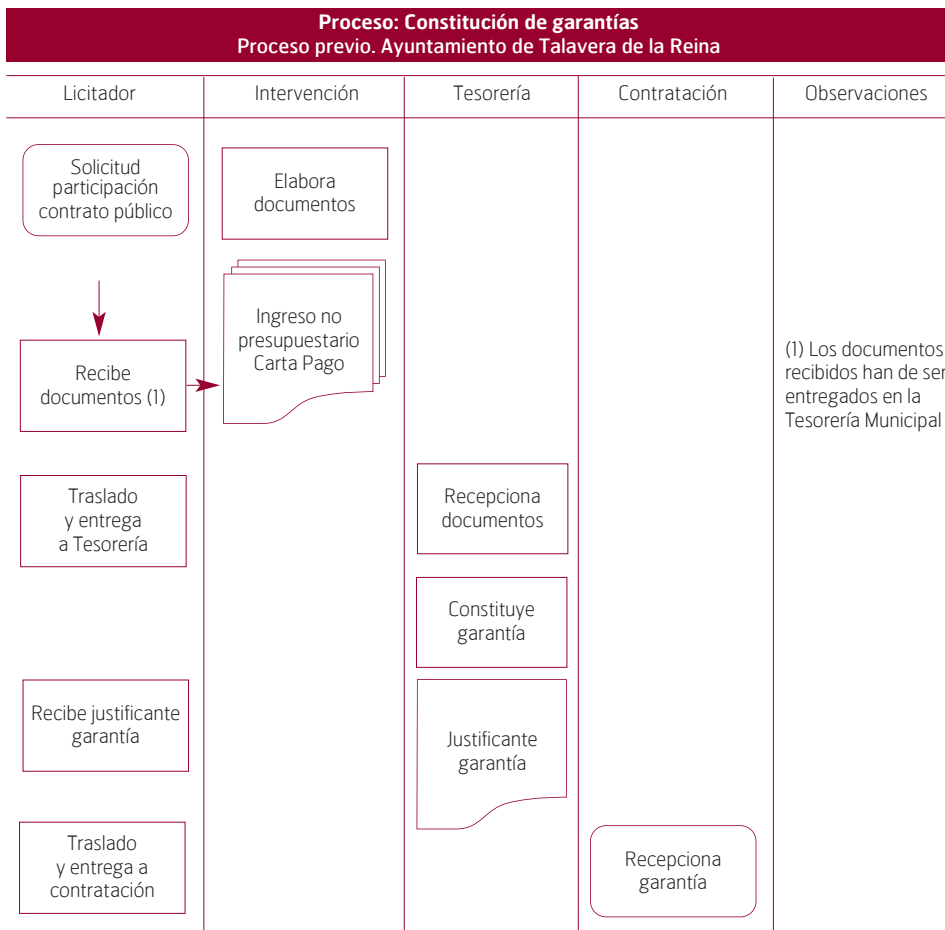 Proceso: Constitución de garantías
Proceso previo. Ayuntamiento de Talavera de la Reina
Licitador
Intervención
Tesorería
Contratación
Observaciones
Solicitud
participación
contrato público
Elabora
documentos
Ingreso no
presupuestario
Carta Pago
Recibe
documentos (1)
(1) Los documentos
recibidos han de ser
entregados en la
Tesorería Municipal
Traslado
y entrega
a Tesorería
Recepciona
documentos
Constituye
garantía
Recibe justificante
garantía
Justificante
garantía
Traslado
y entrega a
contratación
Recepciona
garantía